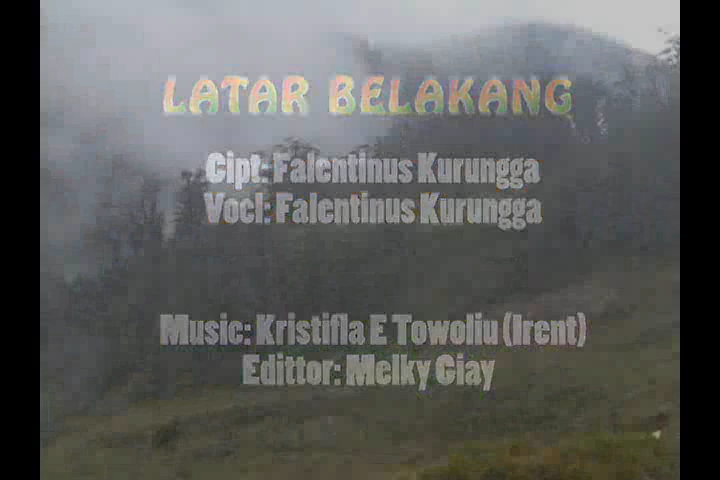 LATAR BELAKANG
Cipt: Falentinus Kurungga
Vocl: Falentinus Kurungga
Music: Kristifla E Towoliu (Irent)
Edittor: Melky Giay